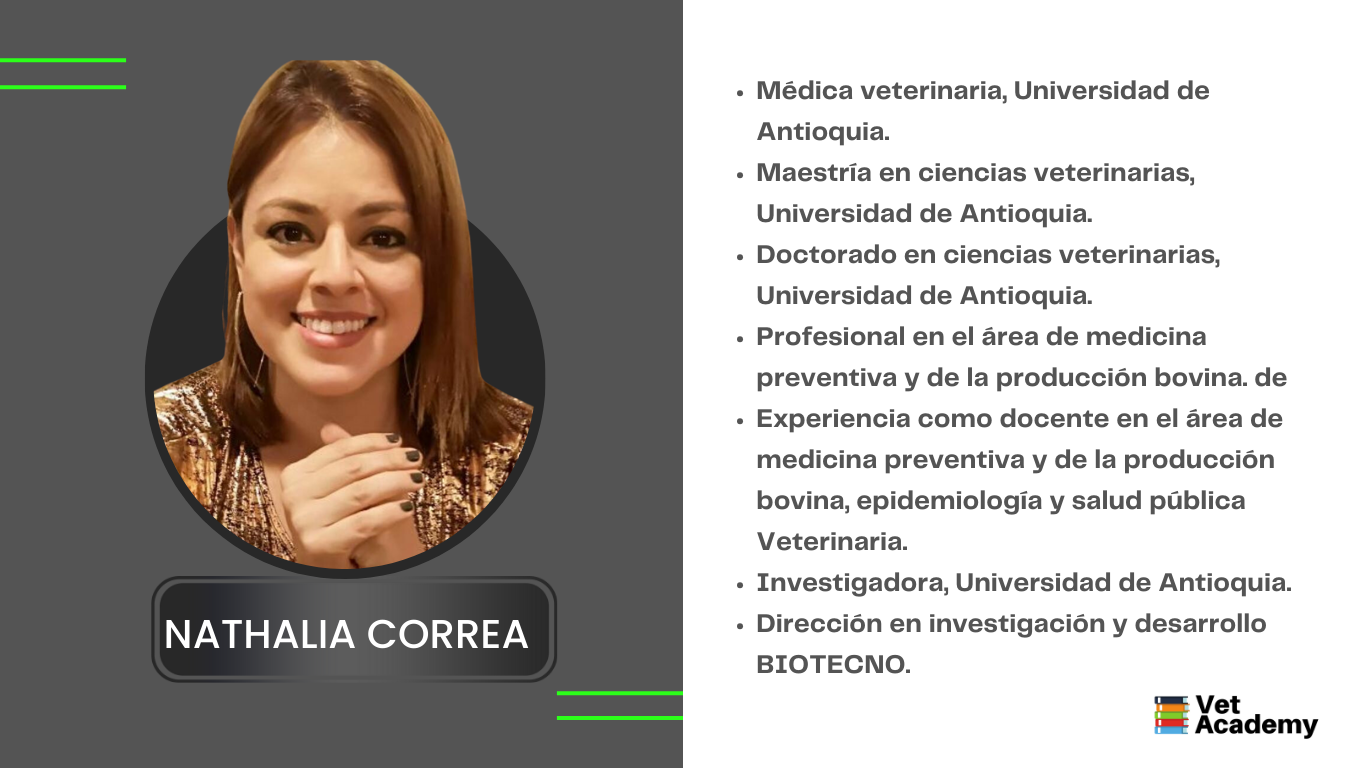 NATHALIA CORREA
• Médica veterinaria, Universidad de
Antioquia.
• Maestría en ciencias veterinarias,
Universidad de Antioquia.
• Doctorado en ciencias veterinarias,
Universidad de Antioquia.
• Profesional en el área de medicina
preventiva y de la producción bovina. de
• Experiencia como docente en el área de
medicina preventiva y de la producción
bovina, epidemiología y salud pública
Veterinaria.
• Investigadora, Universidad de Antioquia.
• Dirección en investigación y desarrollo
BIOTECNO.
Vet
Academy